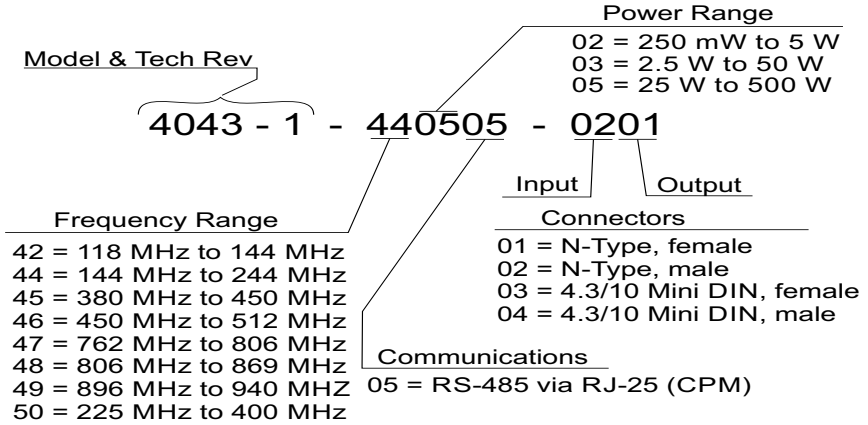 Power Range
02 = 250 mW to 5 W
03 = 2.5 W to 50 W
05 = 25 W to 500 W
Model & Tech Rev
4043 - 1 - 440505 - 0201
Input
Output
Frequency Range
42 = 118 MHz to 144 MHz
44 = 144 MHz to 244 MHz
45 = 380 MHz to 450 MHz
46 = 450 MHz to 512 MHz
47 = 762 MHz to 806 MHz
48 = 806 MHz to 869 MHz
49 = 896 MHz to 940 MHZ
50 = 225 MHz to 400 MHz
Connectors
01 = N-Type, female
02 = N-Type, male
03 = 4.3/10 Mini DIN, female
04 = 4.3/10 Mini DIN, male
Communications
05 = RS-485 via RJ-25 (CPM)